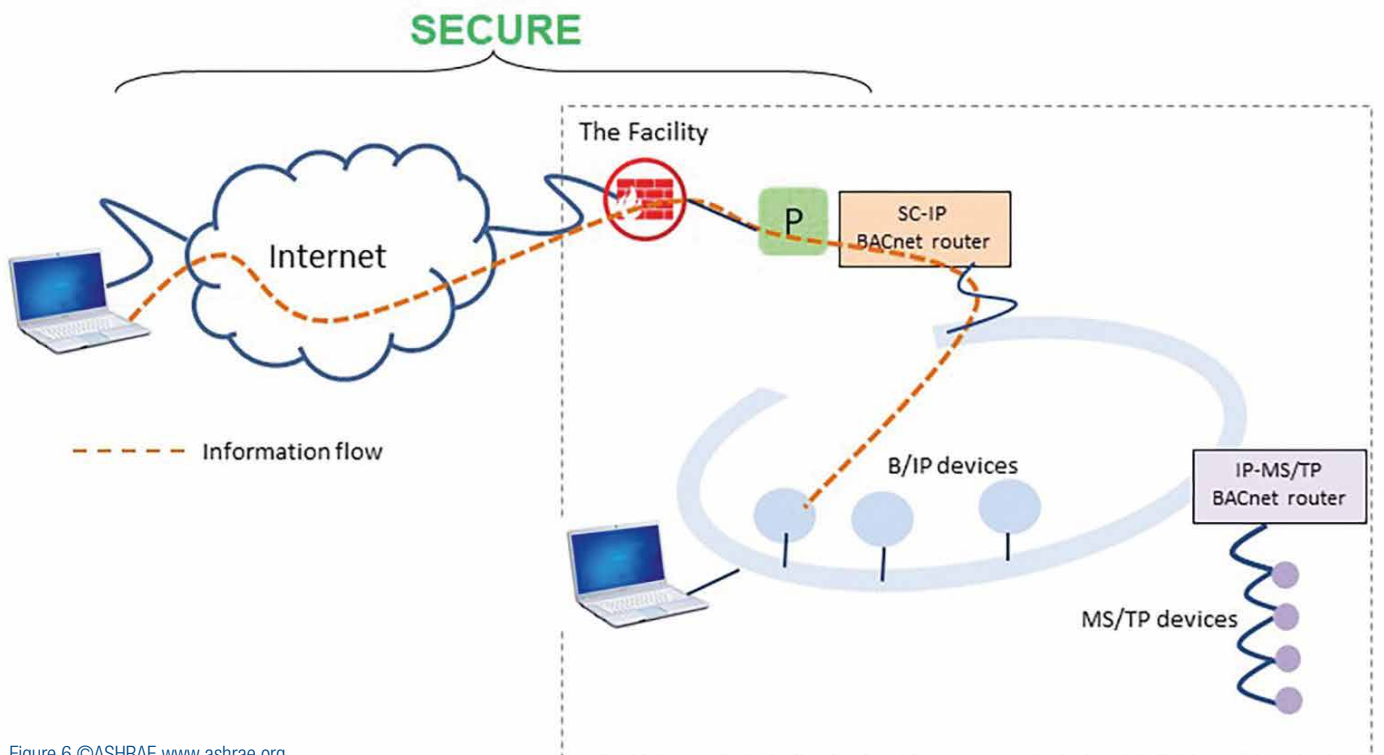 SECURE
The Facility
P
SC-IP
BACnet router
Internet
Information flow
B/IP devices
IP-MS/TP
BACnet router
MS/TP devices
Figure 6 ©ASHRAE www.ashrae.org